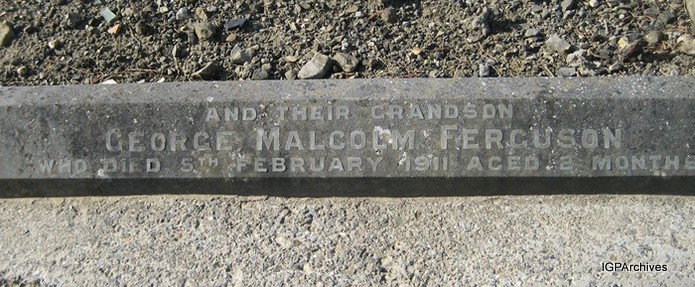 AND THEIR GRANDSON
GEORGE MALCOLM FERGUSON
WHO DIED 5TH FEBRUARY 1911 AGED 2 MONTHS
IGPArchives